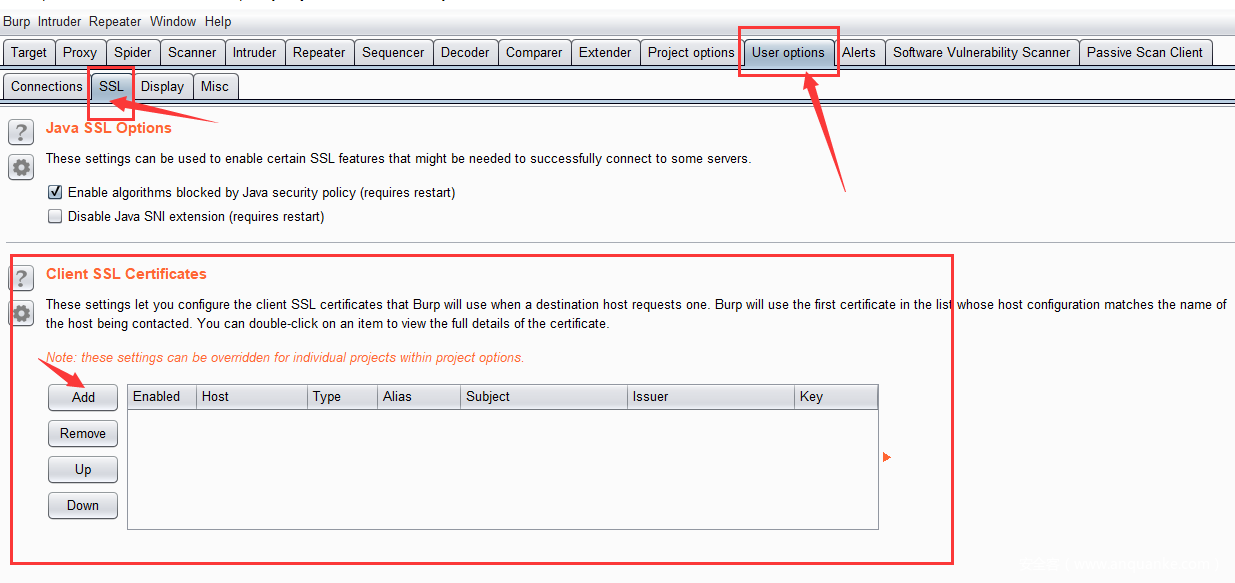 Burp Intruder Repeater Window Help
Target Proxy Spider Scanner Intruder Repeater Sequencer Decoder Comparer Extender Project options User options Alerts Software Vulnerability Scanner Passive Scan Client
Connections SSL Display Misc
? Java SSL Options
These settings can be used to enable certain SSL features that might be needed to successfully connect to some servers.
Enable algorithms blocked by Java security policy (requires restart)
Disable Java SNI extension (requires restart)
? Client SSL Certificates
These settings let you configure the client SSL certificates that Burp will use when a destination host requests one. Burp will use the first certificate in the list whose host configuration matches the name of
the host being contacted. You can double-click on an item to view the full details of the certificate.
Note: these settings can be overridden for individual projects within project options.
Add Enabled Host Type Alias Subject Issuer Key
Remove
Up
Down